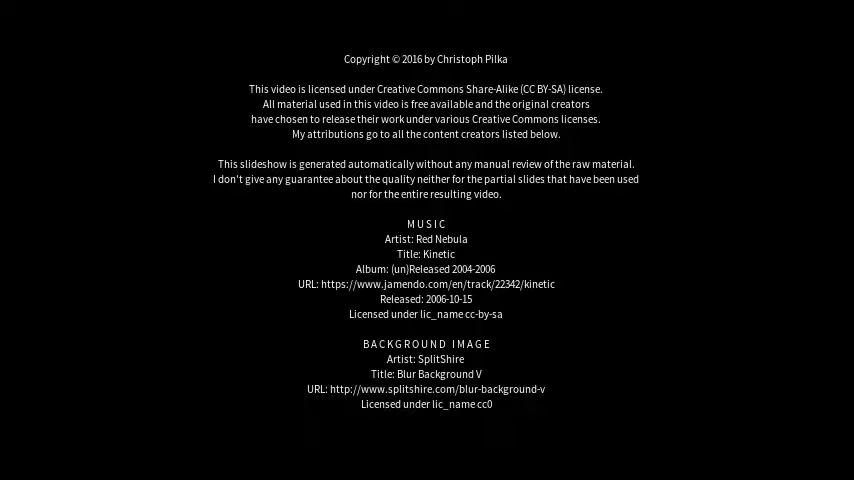 Copyright © 2016 by Christoph Pilka
This video is licensed under Creative Commons Share-Alike (CC BY-SA) license.
All material used in this video is free available and the original creators
have chosen to release their work under various Creative Commons licenses.
My attributions go to all the content creators listed below.
This slideshow is generated automatically without any manual review of the raw material.
I don't give any guarantee about the quality neither for the partial slides that have been used
nor for the entire resulting video.
MUSIC
Artist: Red Nebula
Title: Kinetic
Album: (un)Released 2004-2006
URL: https://www.jamendo.com/en/track/22342/kinetic
Released: 2006-10-15
Licensed under lic_name cc-by-sa
BACKGROUND IMAGE
Artist: SplitShire
Title: Blur Background V
URL: http://www.splitshire.com/blur-background-v
Licensed under lic_name cc0